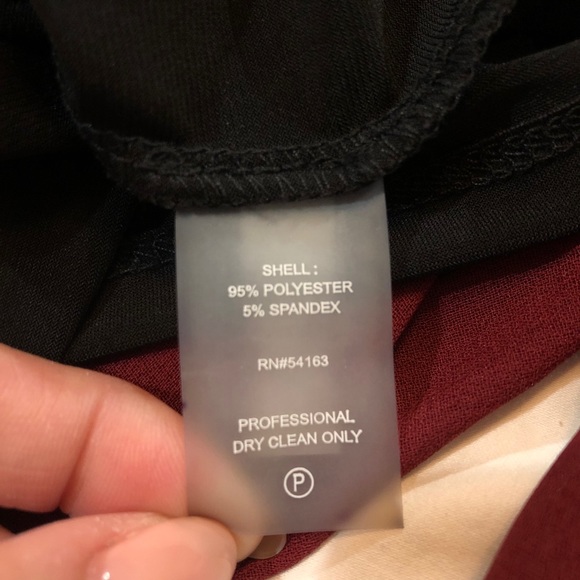 SHELL :
95% POLYESTER
5% SPANDEX
RN#54163
PROFESSIONAL
DRY CLEAN ONLY
P